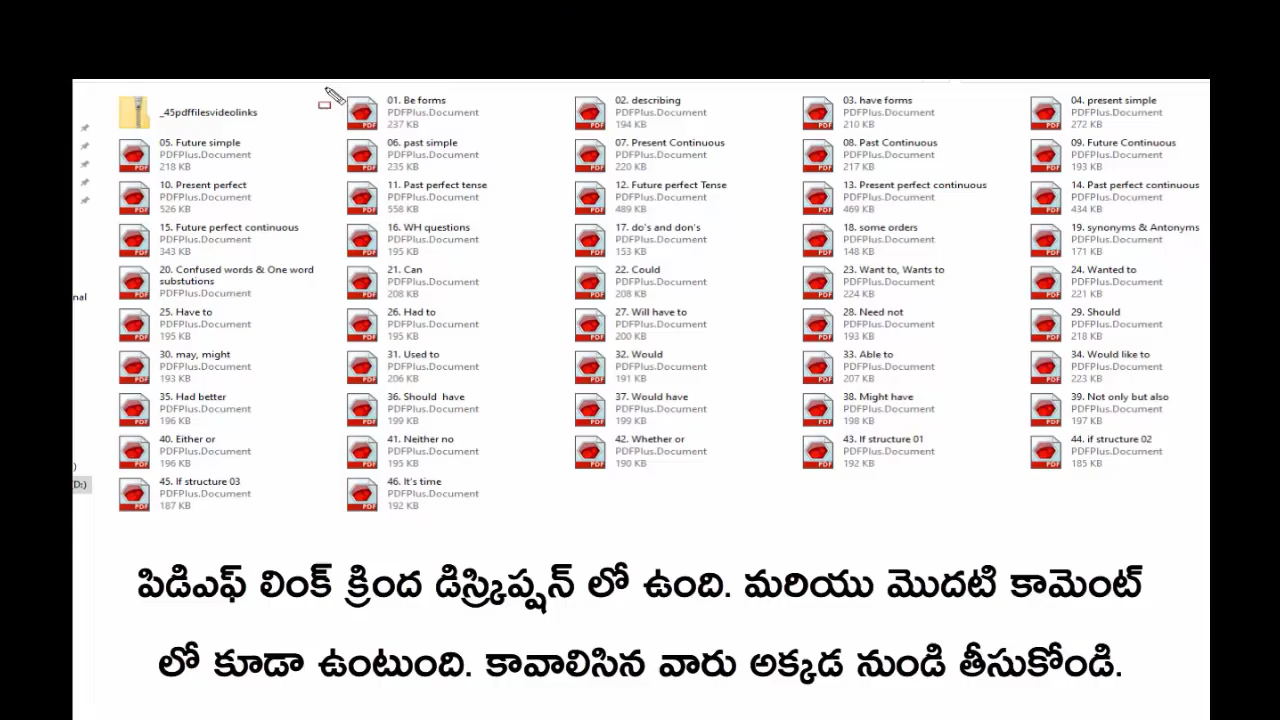 _45pdffilesvideolinks
01. Be forms
PDFPlus.Document
237 KB
02. describing
PDFPlus.Document
194 KB
03. have forms
PDFPlus.Document
210 KB
04. present simple
PDFPlus.Document
272 KB
05. Future simple
PDFPlus.Document
218 KB
06. past simple
PDFPlus.Document
235 KB
07. Present Continuous
PDFPlus.Document
220 KB
08. Past Continuous
PDFPlus.Document
217 KB
09. Future Continuous
PDFPlus.Document
193 KB
10. Present perfect
PDFPlus.Document
526 KB
11. Past perfect tense
PDFPlus.Document
558 KB
12. Future perfect Tense
PDFPlus.Document
489 KB
13. Present perfect continuous
PDFPlus.Document
469 KB
14. Past perfect continuous
PDFPlus.Document
434 KB
15. Future perfect continuous
PDFPlus.Document
343 KB
16. WH questions
PDFPlus.Document
195 KB
17. do's and don's
PDFPlus.Document
153 KB
18. some orders
PDFPlus.Document
148 KB
19. synonyms & Antonyms
PDFPlus.Document
171 KB
20. Confused words & One word
substutions
PDFPlus.Document
21. Can
PDFPlus.Document
208 KB
22. Could
PDFPlus.Document
208 KB
23. Want to, Wants to
PDFPlus.Document
224 KB
24. Wanted to
PDFPlus.Document
221 KB
nal
25. Have to
PDFPlus.Document
195 KB
26. Had to
PDFPlus.Document
195 KB
27. Will have to
PDFPlus.Document
200 KB
28. Need not
PDFPlus.Document
193 KB
29. Should
PDFPlus.Document
218 KB
30. may, might
PDFPlus.Document
193 KB
31. Used to
PDFPlus.Document
206 KB
32. Would
PDFPlus.Document
191 KB
33. Able to
PDFPlus.Document
207 KB
34. Would like to
PDFPlus.Document
223 KB
35. Had better
PDFPlus.Document
196 KB
36. Should  have
PDFPlus.Document
199 KB
37. Would have
PDFPlus.Document
199 KB
38. Might have
PDFPlus.Document
198 KB
39. Not only but also
PDFPlus.Document
197 KB
40. Either or
PDFPlus.Document
196 KB
41. Neither no
PDFPlus.Document
195 KB
42. Whether or
PDFPlus.Document
190 KB
43. If structure 01
PDFPlus.Document
192 KB
44. if structure 02
PDFPlus.Document
185 KB
)
D:)
45. If structure 03
PDFPlus.Document
187 KB
46. It's time
PDFPlus.Document
192 KB
పిడిఎఫ్ లింక్ క్రింద డిస్క్రిప్షన్ లో ఉంది. మరియు మొదటి కామెంట్
లో కూడా ఉంటుంది. కావాలిసిన వారు అక్కడ నుండి తీసుకోండి.